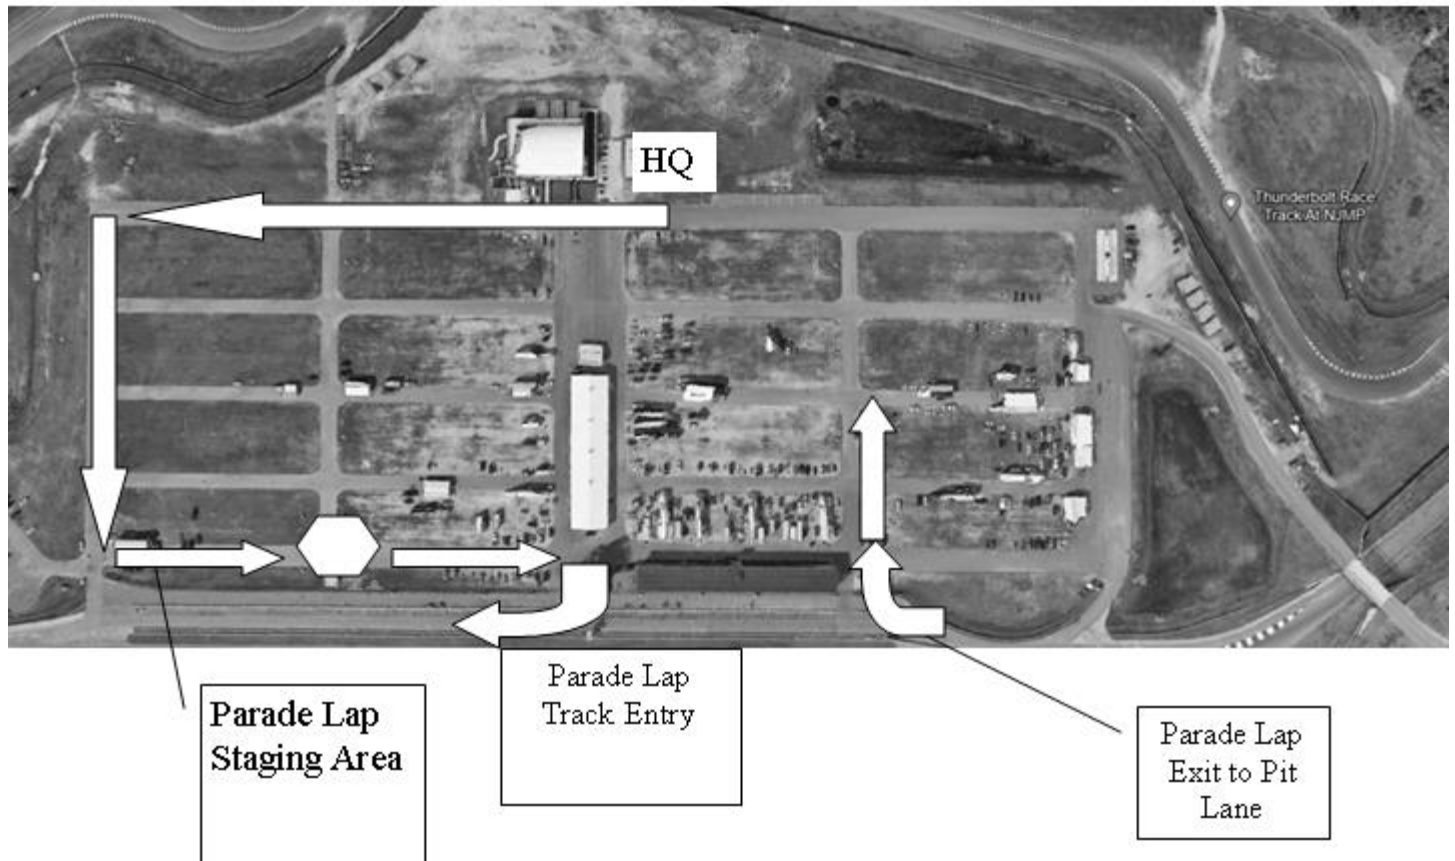 HQ
Thunderbolt Race
Track At NJMP
Parade Lap
Track Entry
Parade Lap
Staging Area
Parade Lap
Exit to Pit
Lane